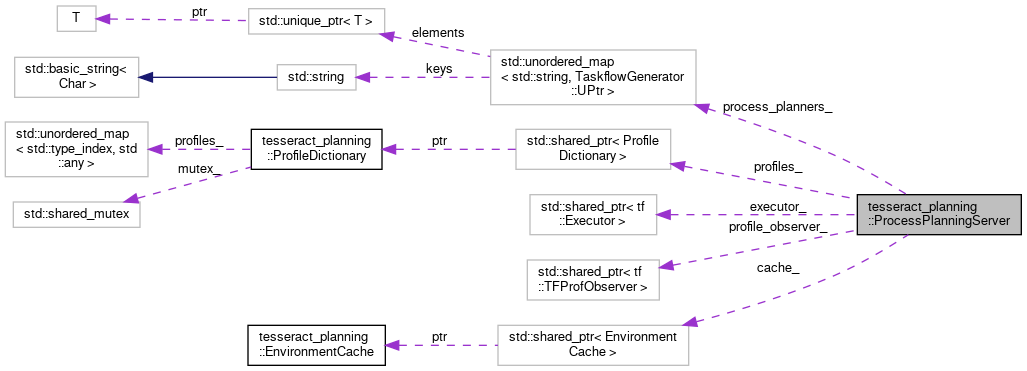 T
ptr
std::unique_ptr< T >
elements
std::basic_string<
Char >
std::string
keys
std::unordered_map
< std::string, TaskflowGenerator
::UPtr >
process_planners_
std::unordered_map
< std::type_index, std
::any >
profiles_
mutex_
std::shared_mutex
tesseract_planning
::ProfileDictionary
ptr
std::shared_ptr< Profile
Dictionary >
profiles_
std::shared_ptr< tf
::Executor >
executor_
profile_observer_
tesseract_planning
::ProcessPlanningServer
std::shared_ptr< tf
::TFProfObserver >
cache_
tesseract_planning
::EnvironmentCache
ptr
std::shared_ptr< Environment
Cache >